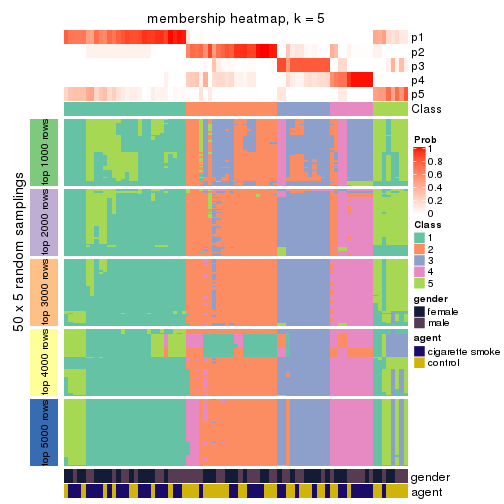 membership heatmap, k = 5
p1
p2
p3
p4
p5
Class
50 x 5 random samplings
top 1000 rows
top 2000 rows
top 3000 rows
top 4000 rows
top 5000 rows
Prob
1
0.8
0.6
0.4
0.2
0
Class
1
2
3
4
5
gender
female
male
agent
cigarette smoke
control
gender
agent